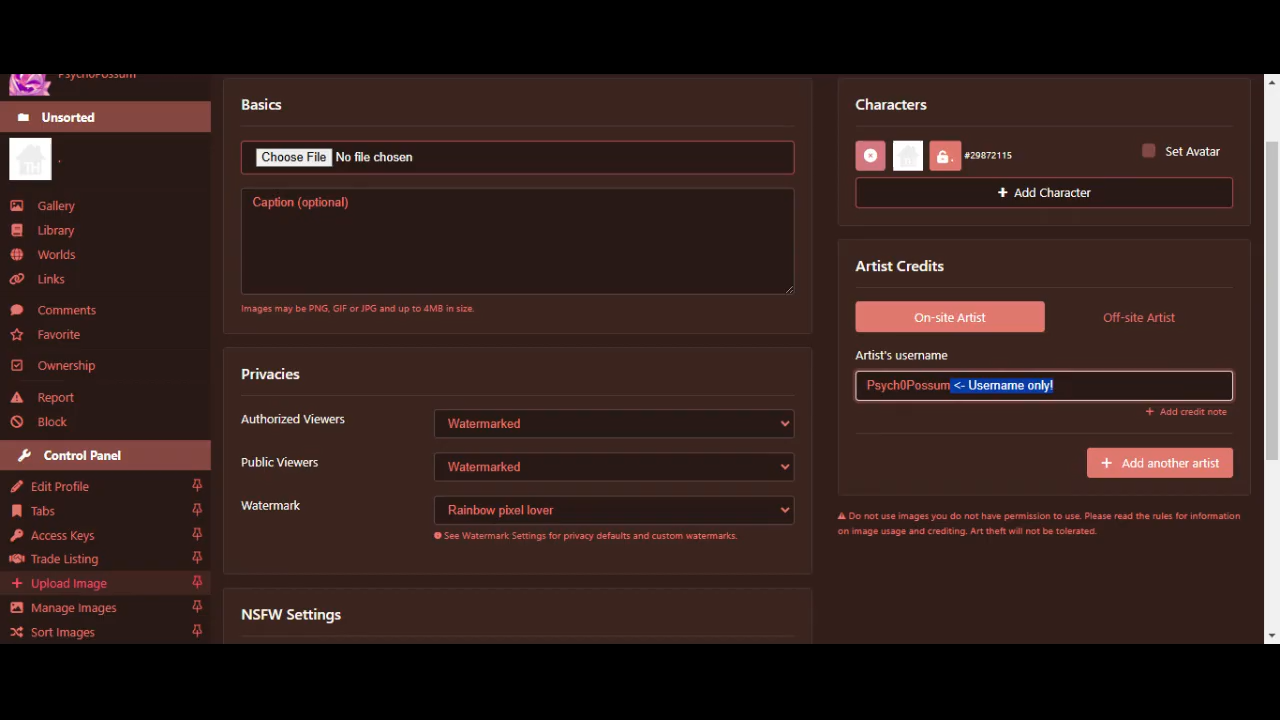 PsychoPossum
Unsorted
TH
.
Gallery
Library
Worlds
Links
Comments
Favorite
Ownership
Report
Block
Control Panel
Edit Profile
Tabs
Access Keys
Trade Listing
Upload Image
Manage Images
Sort Images
Basics
Choose File No file chosen
Caption (optional)
Images may be PNG, GIF or JPG and up to 4MB in size.
Privacies
Authorized Viewers Watermarked
Public Viewers Watermarked
Watermark Rainbow pixel lover
See Watermark Settings for privacy defaults and custom watermarks.
NSFW Settings
Characters
. #29872115 Set Avatar
+ Add Character
Artist Credits
On-site Artist Off-site Artist
Artist's username
Psych0Possum <- Username only!
+ Add credit note
+ Add another artist
Do not use images you do not have permission to use. Please read the rules for information
on image usage and crediting. Art theft will not be tolerated.